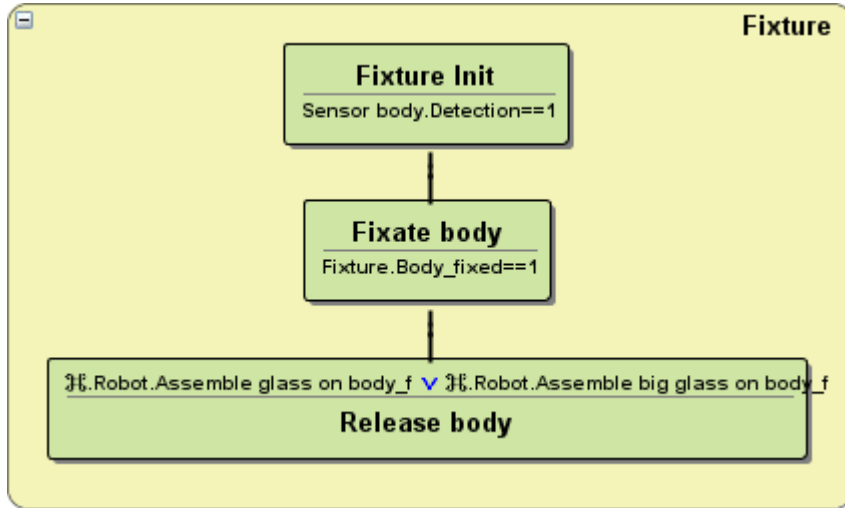 Fixture
Fixture Init
Sensor body.Detection==1
Fixate body
Fixture.Body_fixed==1
⌘.Robot.Assemble glass on body_f ∨ ⌘.Robot.Assemble big glass on body_f
Release body